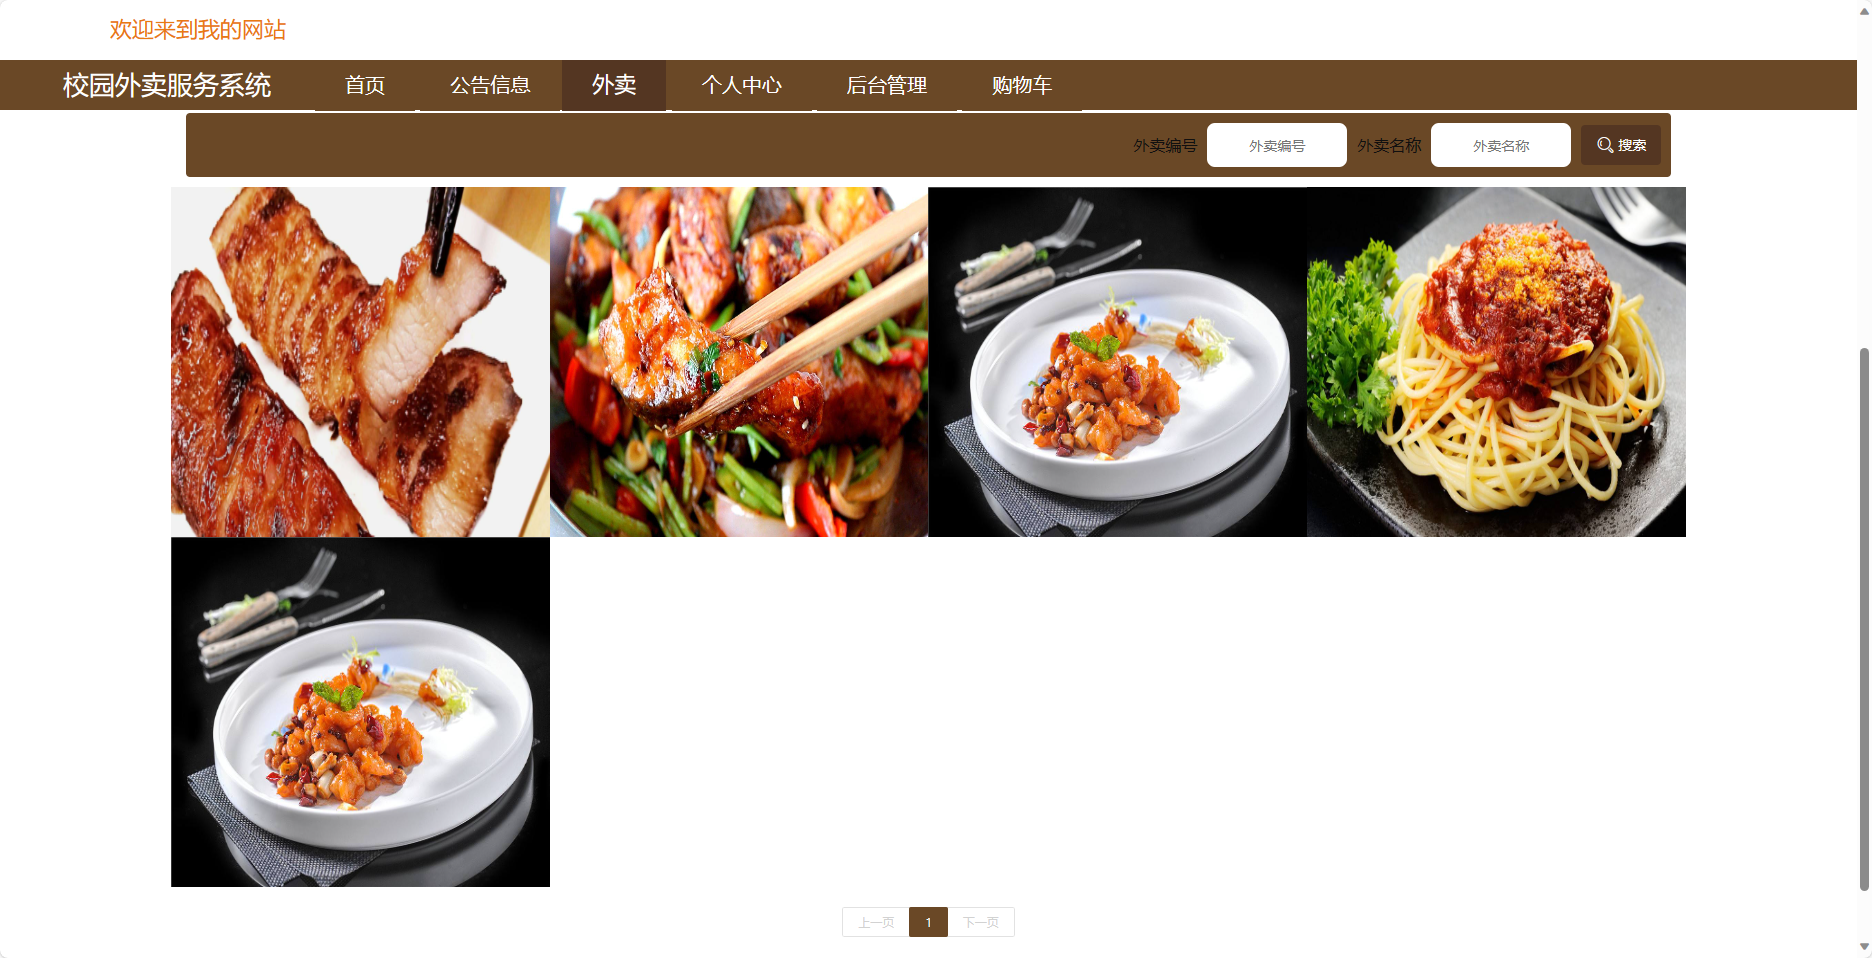 欢迎来到我的网站
校园外卖服务系统 首页 公告信息 外卖 个人中心 后台管理 购物车
外卖编号 外卖编号 外卖名称 外卖名称 搜索
上一页 1 下一页